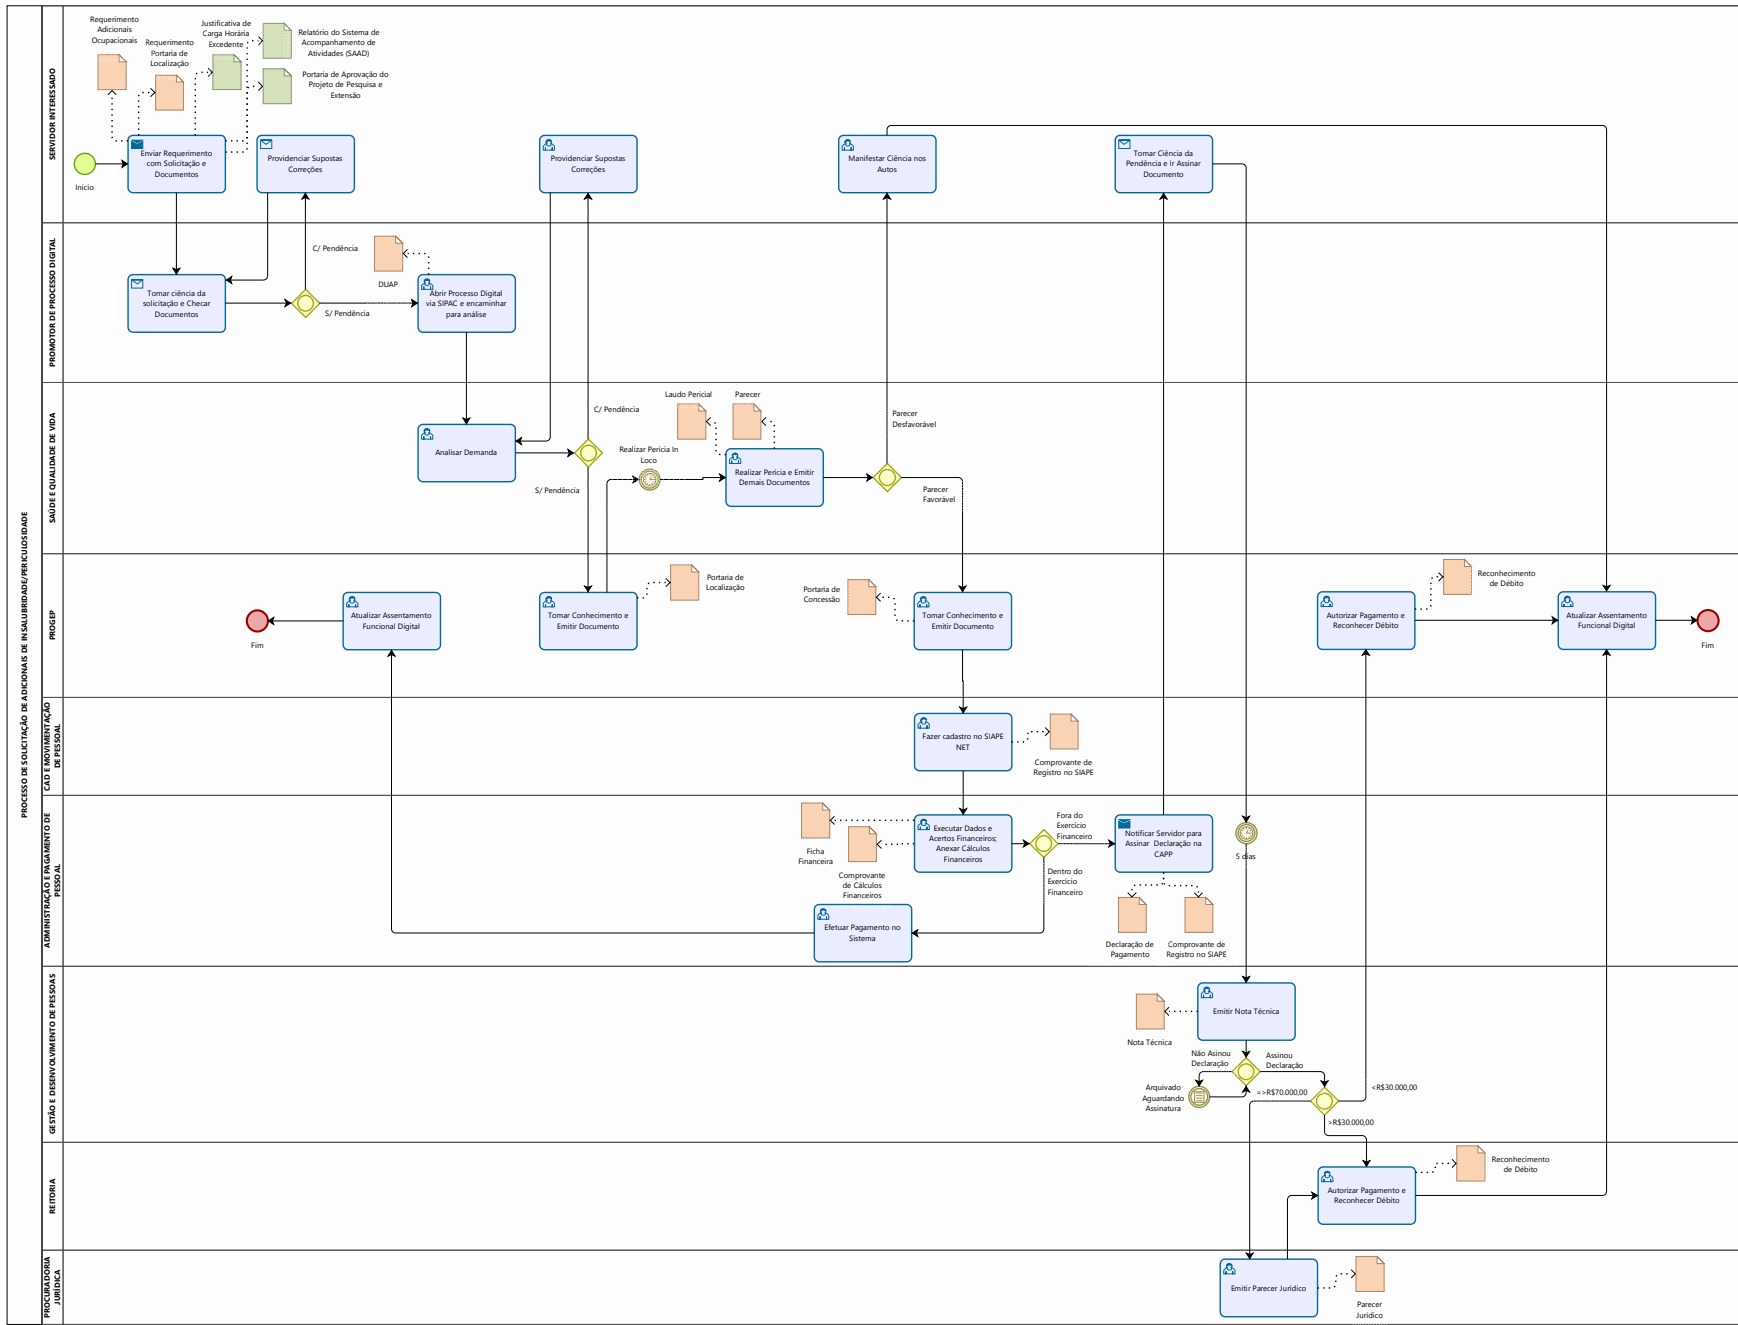 PROCESSO DE SOLICITAÇÃO DE ADICIONAIS DE INSALUBRIDADE/PERICULOSIDADE
SERVIDOR INTERESSADO
Requerimento
Adicionais
Ocupacionais
Requerimento
Portaria de
Localização
Justificativa de
Carga Horária
Excedente
Relatório do Sistema de
Acompanhamento de
Atividades (SAAD)
Portaria de Aprovação do
Projeto de Pesquisa e
Extensão
Início
Enviar Requerimento
com Solicitação e
Documentos
Providenciar Supostas
Correções
Providenciar Supostas
Correções
Manifestar Ciência nos
Autos
Tomar Ciência da
Pendência e Ir Assinar
Documento
PROMOTOR DE PROCESSO DIGITAL
Tomar ciência da
solicitação e Checar
Documentos
C/ Pendência
S/ Pendência
DUAP
Abrir Processo Digital
via SIPAC e encaminhar
para análise
SAÚDE E QUALIDADE DE VIDA
Analisar Demanda
C/ Pendência
S/ Pendência
Realizar Perícia In
Loco
Laudo Pericial
Parecer
Realizar Perícia e Emitir
Demais Documentos
Parecer
Desfavorável
Parecer
Favorável
PROGEP
Fim
Atualizar Assentamento
Funcional Digital
Tomar Conhecimento e
Emitir Documento
Portaria de
Localização
Portaria de
Concessão
Tomar Conhecimento e
Emitir Documento
Autorizar Pagamento e
Reconhecer Débito
Reconhecimento
de Débito
Atualizar Assentamento
Funcional Digital
Fim
CAD E MOVIMENTAÇÃO
DE PESSOAL
Fazer cadastro no SIAPE
NET
Comprovante de
Registro no SIAPE
ADMINISTRAÇÃO E PAGAMENTO DE
PESSOAL
Ficha
Financeira
Comprovante
de Cálculos
Financeiros
Executar Dados e
Acertos Financeiros;
Anexar Cálculos
Financeiros
Fora do
Exercício
Financeiro
Dentro do
Exercício
Financeiro
Notificar Servidor para
Assinar Declaração na
CAPP
Declaração de
Pagamento
Comprovante de
Registro no SIAPE
5 dias
Efetuar Pagamento no
Sistema
GESTÃO E DESENVOLVIMENTO DE PESSOAS
Emitir Nota Técnica
Nota Técnica
Não Asinou
Declaração
Assinou
Declaração
Arquivado
Aguardando
Assinatura
=>R$70.000,00
<R$30.000,00
>R$30.000,00
REITORIA
Autorizar Pagamento e
Reconhecer Débito
Reconhecimento
de Débito
PROCURADORIA
JURÍDICA
Emitir Parecer Jurídico
Parecer
Jurídico